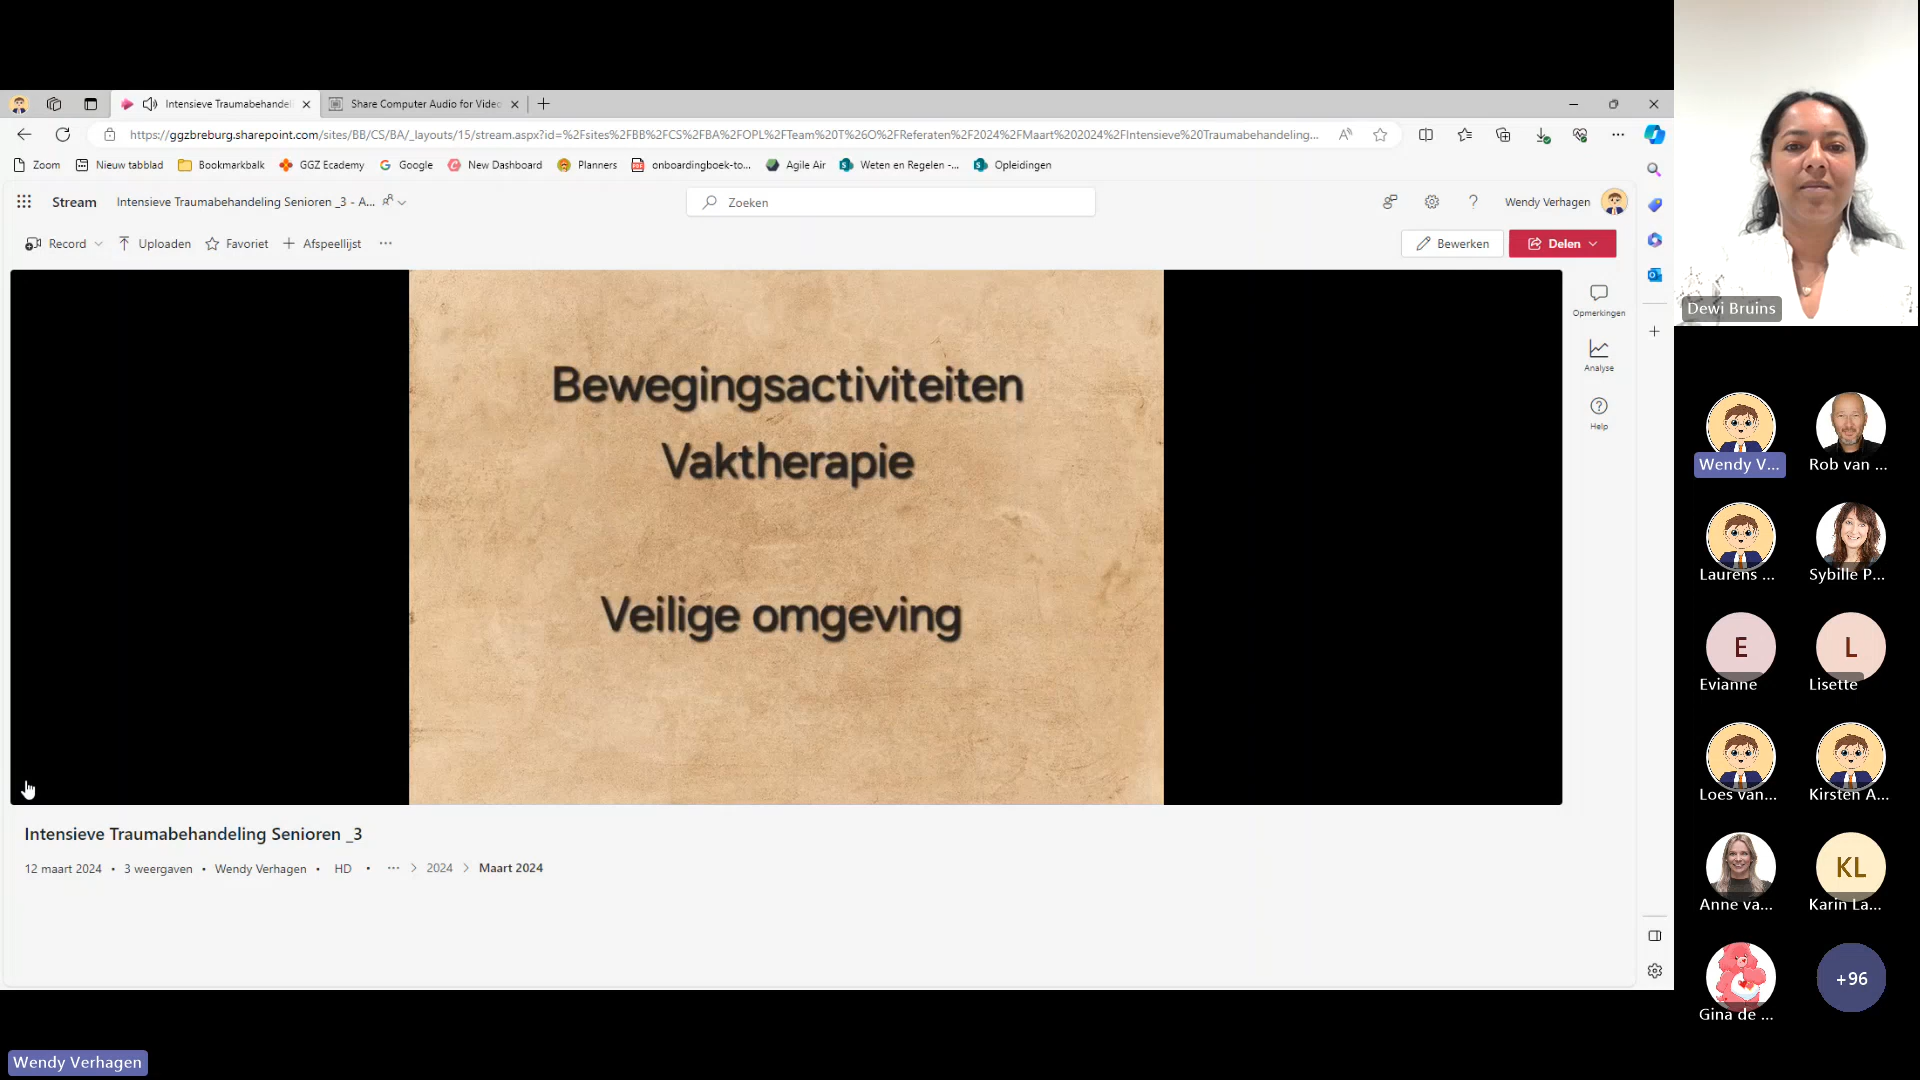 Intensieve Traumabehandel
Share Computer Audio for Video
https://ggzbreburg.sharepoint.com/sites/BB/CS/BA/_layouts/15/stream.aspx?id=%2Fsites%2FBB%2FCS%2FBA%2FOPL%2FTeam%20T%26O%2FReferaten%2F2024%2FMaart%202024%2FIntensieve%20Traumabehandeling...
Zoom
Nieuw tabblad
Bookmarkbalk
GGZ Ecademy
Google
New Dashboard
Planners
onboardingboek-to...
Agile Air
Weten en Regelen -...
Opleidingen
Stream
Intensieve Traumabehandeling Senioren _3 - A...
Zoeken
Wendy Verhagen
Record
Uploaden
Favoriet
Afspeellijst
Bewerken
Delen
Bewegingsactiviteiten
Vaktherapie
Veilige omgeving
Opmerkingen
Analyse
Help
Intensieve Traumabehandeling Senioren _3
12 maart 2024 • 3 weergaven • Wendy Verhagen • HD • ... > 2024 > Maart 2024
Dewi Bruins
Wendy V...
Rob van ...
Laurens ...
Sybille P...
E
Evianne
L
Lisette
Loes van...
Kirsten A...
Anne va...
KL
Karin La...
Gina de ...
+96
Wendy Verhagen